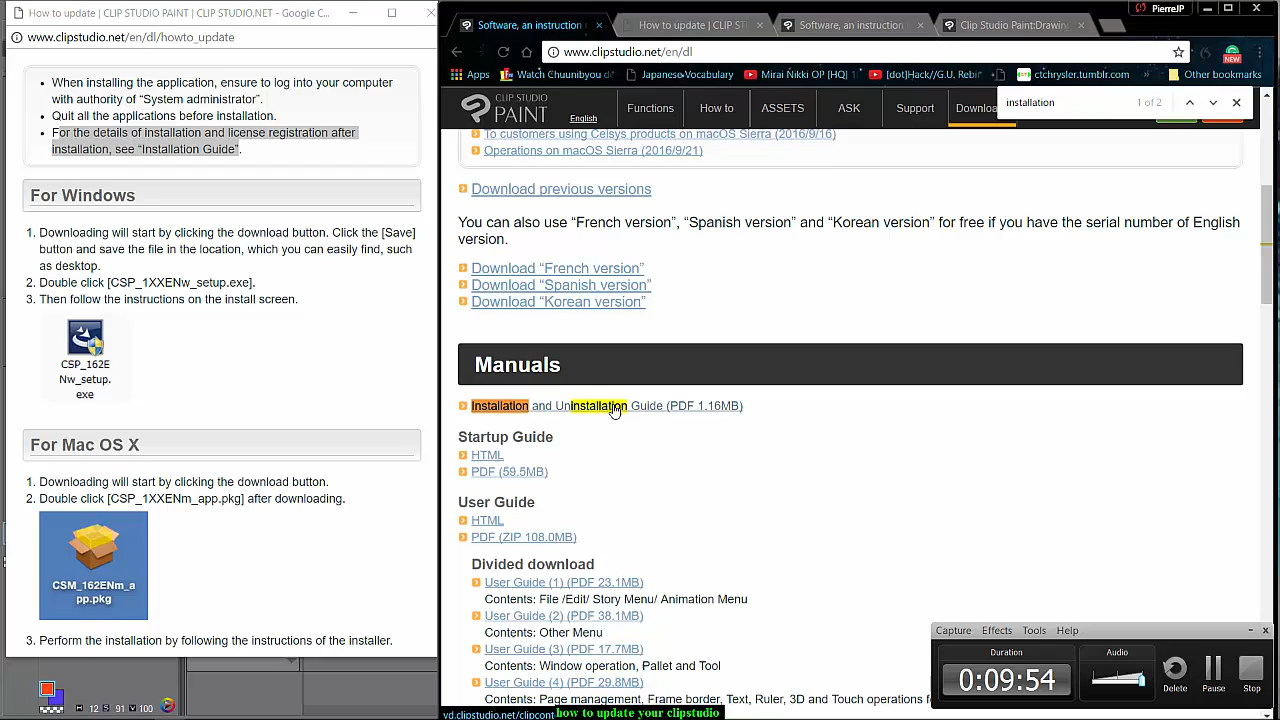 How to update | CLIP STUDIO PAINT | CLIP STUDIO.NET - Google C...
www.clipstudio.net/en/dl/howto_update
When installing the application, ensure to log into your computer
with authority of “System administrator”.
Quit all the applications before installation.
For the details of installation and license registration after
installation, see “Installation Guide”.
For Windows
1. Downloading will start by clicking the download button. Click the [Save]
button and save the file in the location, which you can easily find, such
as desktop.
2. Double click [CSP_1XXENw_setup.exe].
3. Then follow the instructions on the install screen.
CSP_162E
Nw_setup.
exe
For Mac OS X
1. Downloading will start by clicking the download button.
2. Double click [CSP_1XXENm_app.pkg] after downloading.
CSM_162ENm_a
pp.pkg
3. Perform the installation by following the instructions of the installer.
12 S 91 V 100
PierreJP
Software, an instruction
How to update | CLIP S
Software, an instruction
Clip Studio Paint:Drawin
www.clipstudio.net/en/dl
Apps
Watch Chuunibyou d
Japanese Vocabulary
Mirai Nikki OP [HQ]
[dot]Hack//G.U. Rebir
ctchrysler.tumblr.com
Other bookmarks
NEW
installation
1 of 2
CLIP STUDIO
PAINT
English
Functions
How to
ASSETS
ASK
Support
Downloa
To customers using Celsys products on macOS Sierra (2016/9/16)
Operations on macOS Sierra (2016/9/21)
Download previous versions
You can also use “French version”, “Spanish version” and “Korean version” for free if you have the serial number of English
version.
Download “French version”
Download “Spanish version”
Download “Korean version”
Manuals
Installation and Uninstallation Guide (PDF 1.16MB)
Startup Guide
HTML
PDF (59.5MB)
User Guide
HTML
PDF (ZIP 108.0MB)
Divided download
User Guide (1) (PDF 23.1MB)
Contents: File /Edit/ Story Menu/ Animation Menu
User Guide (2) (PDF 38.1MB)
Contents: Other Menu
User Guide (3) (PDF 17.7MB)
Contents: Window operation, Pallet and Tool
User Guide (4) (PDF 29.8MB)
Contents: Page management, Frame border, Text, Ruler, 3D and Touch operations f
vd.clipstudio.net/clipcont
how to update your clipstudio
Capture
Effects
Tools
Help
Duration
0:09:54
Audio
Delete
Pause
Stop